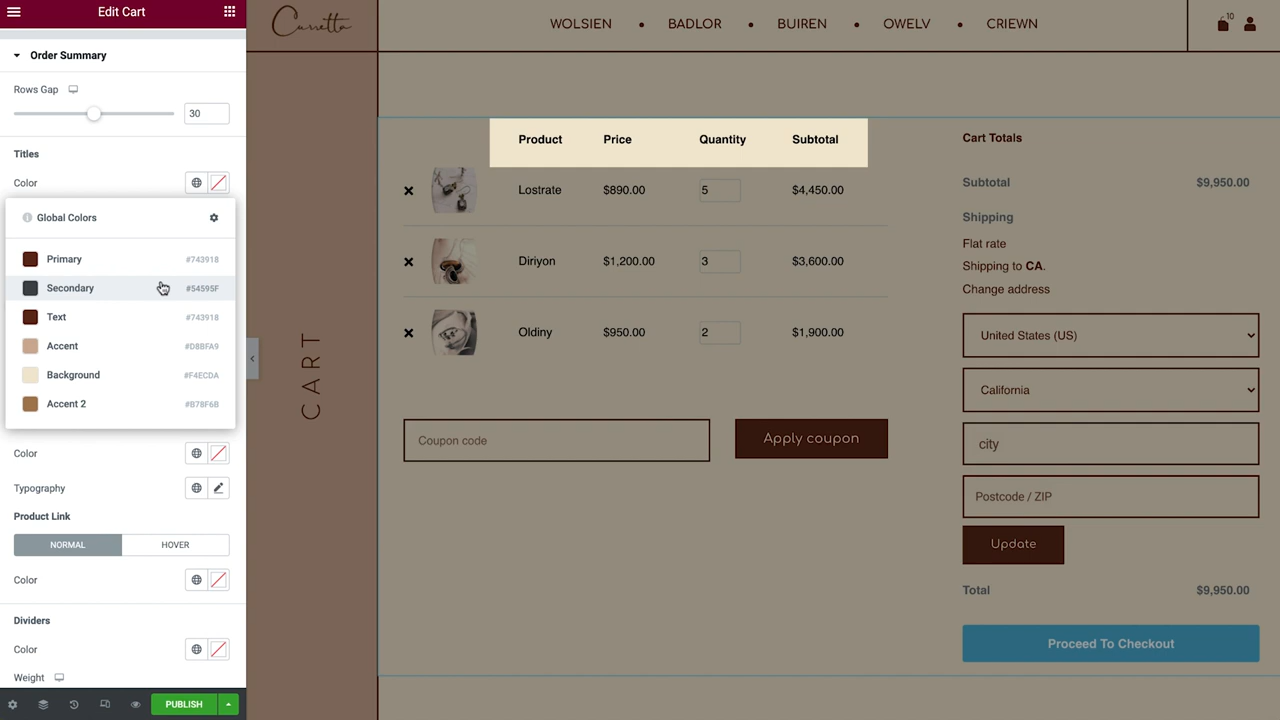 Edit Cart
Order Summary
Rows Gap
30
Titles
Color
Global Colors
Primary #743918
Secondary #54595F
Text #743918
Accent #D8BFA9
Background #F4ECDA
Accent 2 #B78F6B
Color
Typography
Product Link
NORMAL HOVER
Color
Dividers
Color
Weight
PUBLISH
Curretta
WOLSIEN • BADLOR • BUIREN • OWELV • CRIEWN
10
CART
Product Price Quantity Subtotal
Lostrate $890.00 5 $4,450.00
Diriyon $1,200.00 3 $3,600.00
Oldiny $950.00 2 $1,900.00
Coupon code
Apply coupon
Cart Totals
Subtotal $9,950.00
Shipping
Flat rate
Shipping to CA.
Change address
United States (US)
California
city
Postcode / ZIP
Update
Total $9,950.00
Proceed To Checkout